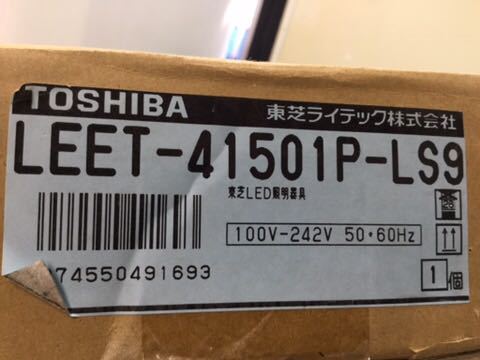 TOSHIBA 東芝ライテック株式会社
LEET-41501P-LS9
東芝LED照明器具
100V-242V 50・60Hz
74550491693
1個